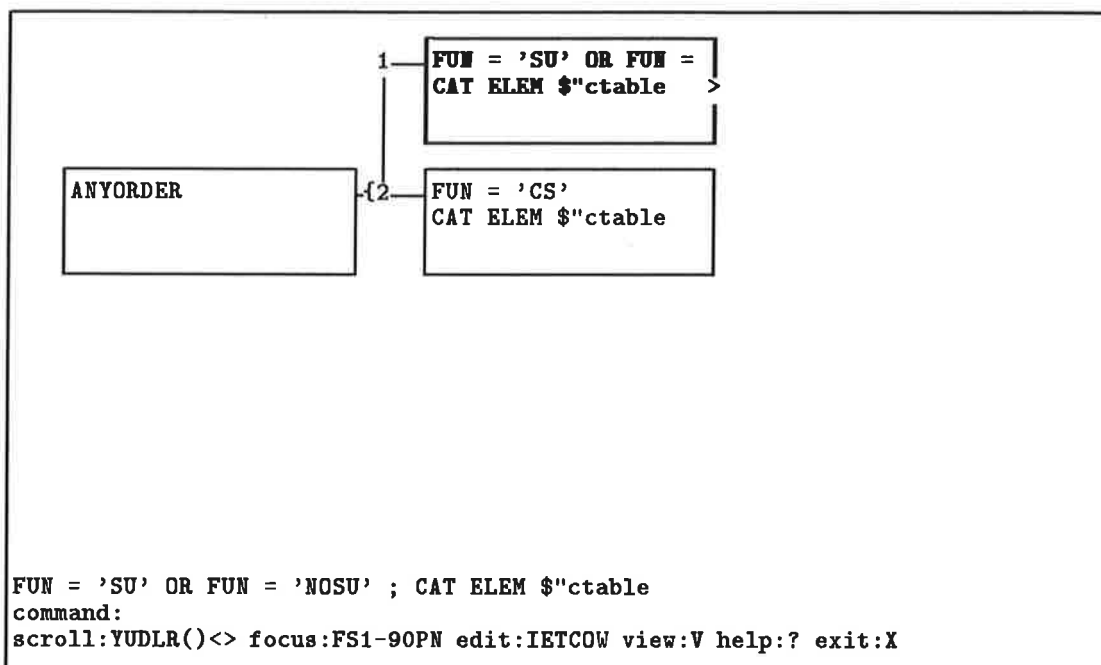 1 FUN = 'SU' OR FUN =
CAT ELEM $"ctable >
ANYORDER {2 FUN = 'CS'
CAT ELEM $"ctable
FUN = 'SU' OR FUN = 'NOSU' ; CAT ELEM $"ctable
command:
scroll:YUDLR()<> focus:FS1-90PN edit:IETCOW view:V help:? exit:X